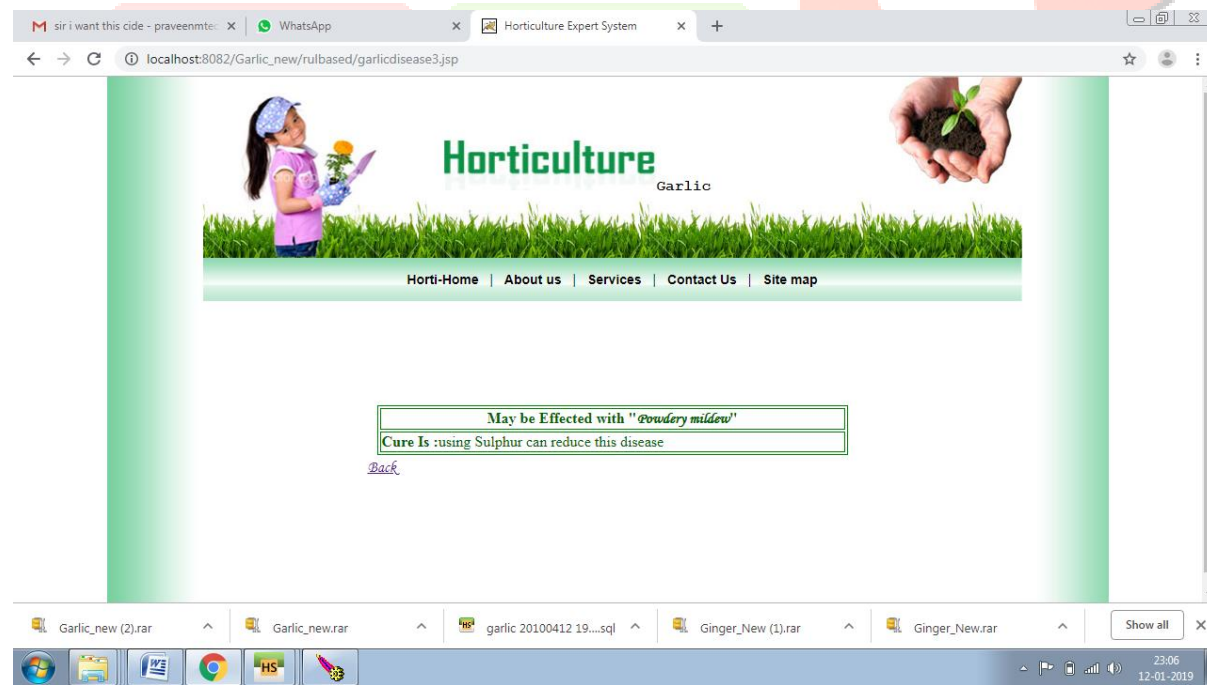 sir i want this cide - praveenmtec WhatsApp Horticulture Expert System
localhost:8082/Garlic_new/rulbased/garlicdisease3.jsp
Horticulture
Garlic
Horti-Home | About us | Services | Contact Us | Site map
May be Effected with "Powdery mildew"
Cure Is :using Sulphur can reduce this disease
Back
Garlic_new (2).rar Garlic_new.rar garlic 20100412 19....sql Ginger_New (1).rar Ginger_New.rar Show all
HS 23:06
12-01-2019